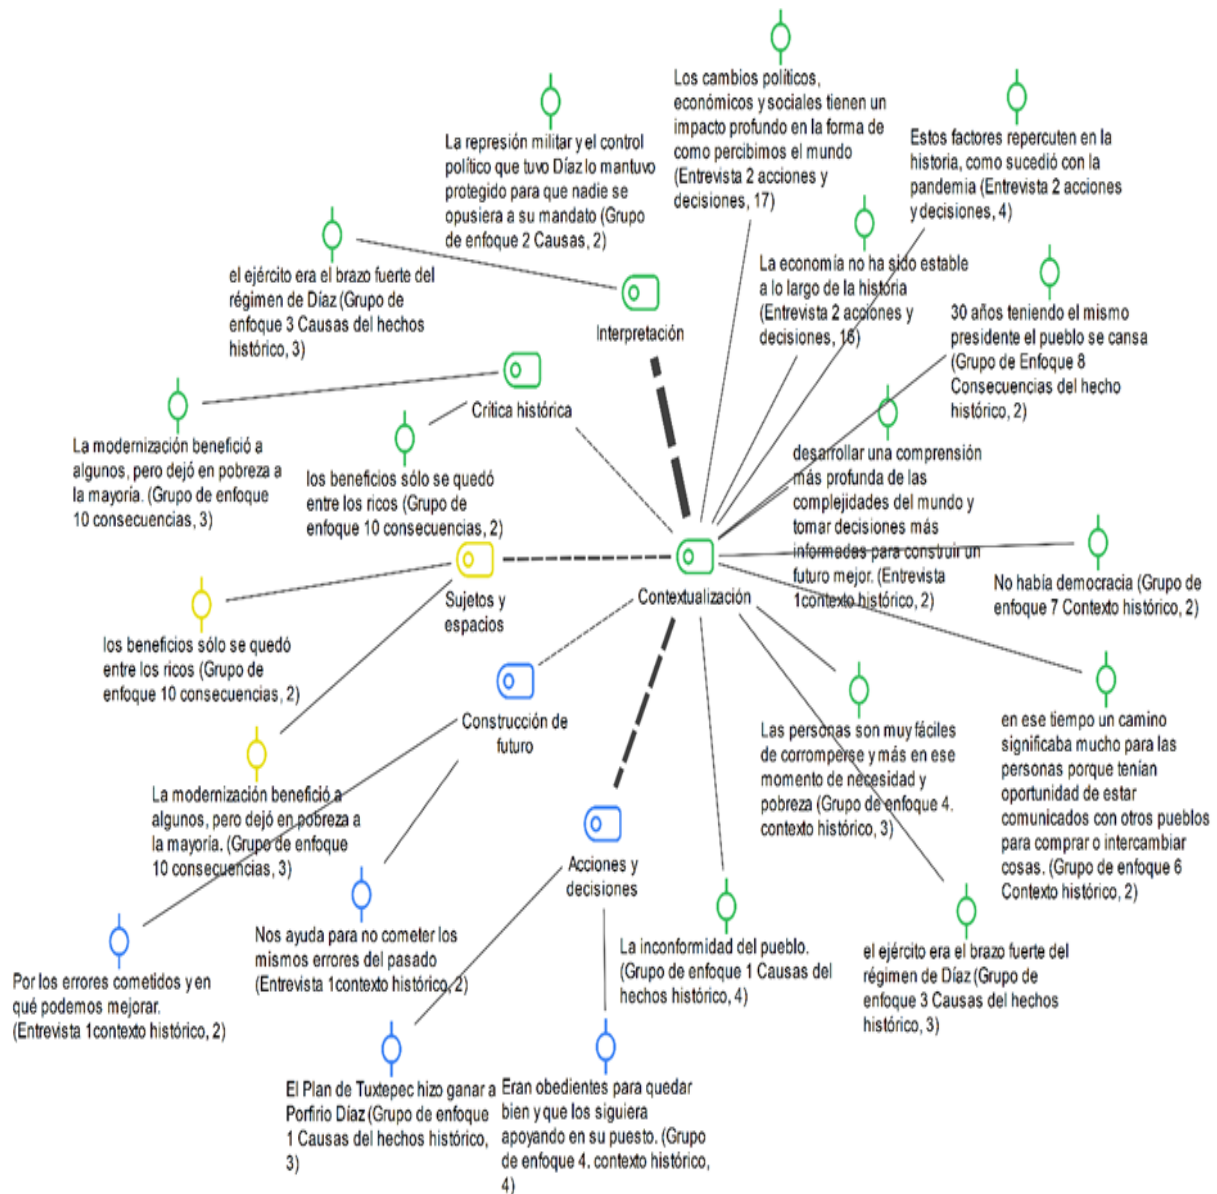 Los cambios políticos,
económicos y sociales tienen un
impacto profundo en la forma de
como percibimos el mundo
(Entrevista 2 acciones y
decisiones, 17)
Estos factores repercuten en la
historia, como sucedió con la
pandemia (Entrevista 2 acciones
y decisiones, 4)
La represión militar y el control
político que tuvo Díaz lo mantuvo
protegido para que nadie se
opusiera a su mandato (Grupo
de enfoque 2 Causas, 2)
el ejército era el brazo fuerte del
régimen de Díaz (Grupo de
enfoque 3 Causas del hechos
histórico, 3)
La economía no ha sido estable
a lo largo de la historia
(Entrevista 2 acciones y
decisiones, 16)
30 años teniendo el mismo
presidente el pueblo se cansa
(Grupo de Enfoque 8
Consecuencias del hecho
histórico, 2)
Interpretación
Crítica histórica
La modernización benefició a
algunos, pero dejó en pobreza a
la mayoría. (Grupo de enfoque
10 consecuencias, 3)
los beneficios sólo se quedó
entre los ricos (Grupo de
enfoque 10 consecuencias, 2)
desarrollar una comprensión
más profunda de las
complejidades del mundo y
tomar decisiones más
informadas para construir un
futuro mejor. (Entrevista
1contexto histórico, 2)
No había democracia (Grupo de
enfoque 7 Contexto histórico, 2)
Sujetos y
espacios
Contextualización
los beneficios sólo se quedó
entre los ricos (Grupo de
enfoque 10 consecuencias, 2)
Construcción de
futuro
Las personas son muy fáciles
de corromperse y más en ese
momento de necesidad y
pobreza (Grupo de enfoque 4.
contexto histórico, 3)
en ese tiempo un camino
significaba mucho para las
personas porque tenían
oportunidad de estar
comunicados con otros pueblos
para comprar o intercambiar
cosas. (Grupo de enfoque 6
Contexto histórico, 2)
La modernización benefició a
algunos, pero dejó en pobreza a
la mayoría. (Grupo de enfoque
10 consecuencias, 3)
Acciones y
decisiones
Nos ayuda para no cometer los
mismos errores del pasado
(Entrevista 1contexto histórico, 2)
La inconformidad del pueblo.
(Grupo de enfoque 1 Causas del
hechos histórico, 4)
el ejército era el brazo fuerte del
régimen de Díaz (Grupo de
enfoque 3 Causas del hechos
histórico, 3)
Por los errores cometidos y en
qué podemos mejorar.
(Entrevista 1contexto histórico, 2)
El Plan de Tuxtepec hizo ganar a
Porfirio Díaz (Grupo de enfoque
1 Causas del hechos histórico,
3)
Eran obedientes para quedar
bien y que los siguiera
apoyando en su puesto. (Grupo
de enfoque 4. contexto histórico,
4)